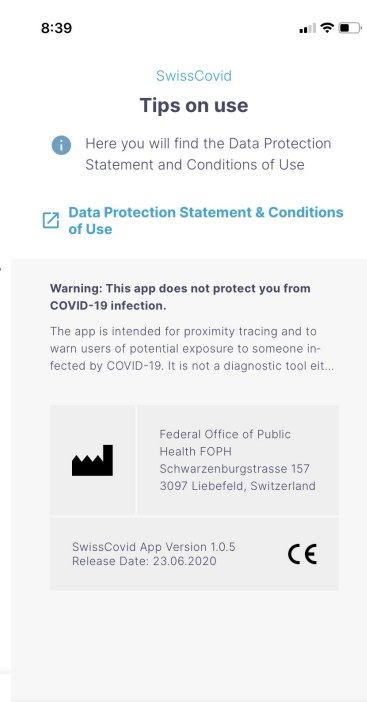 8:39
SwissCovid
Tips on use
Here you will find the Data Protection
Statement and Conditions of Use
Data Protection Statement & Conditions
of Use
Warning: This app does not protect you from
COVID-19 infection.
The app is intended for proximity tracing and to
warn users of potential exposure to someone in-
fected by COVID-19. It is not a diagnostic tool eit...
Federal Office of Public
Health FOPH
Schwarzenburgstrasse 157
3097 Liebefeld, Switzerland
SwissCovid App Version 1.0.5
Release Date: 23.06.2020
CE